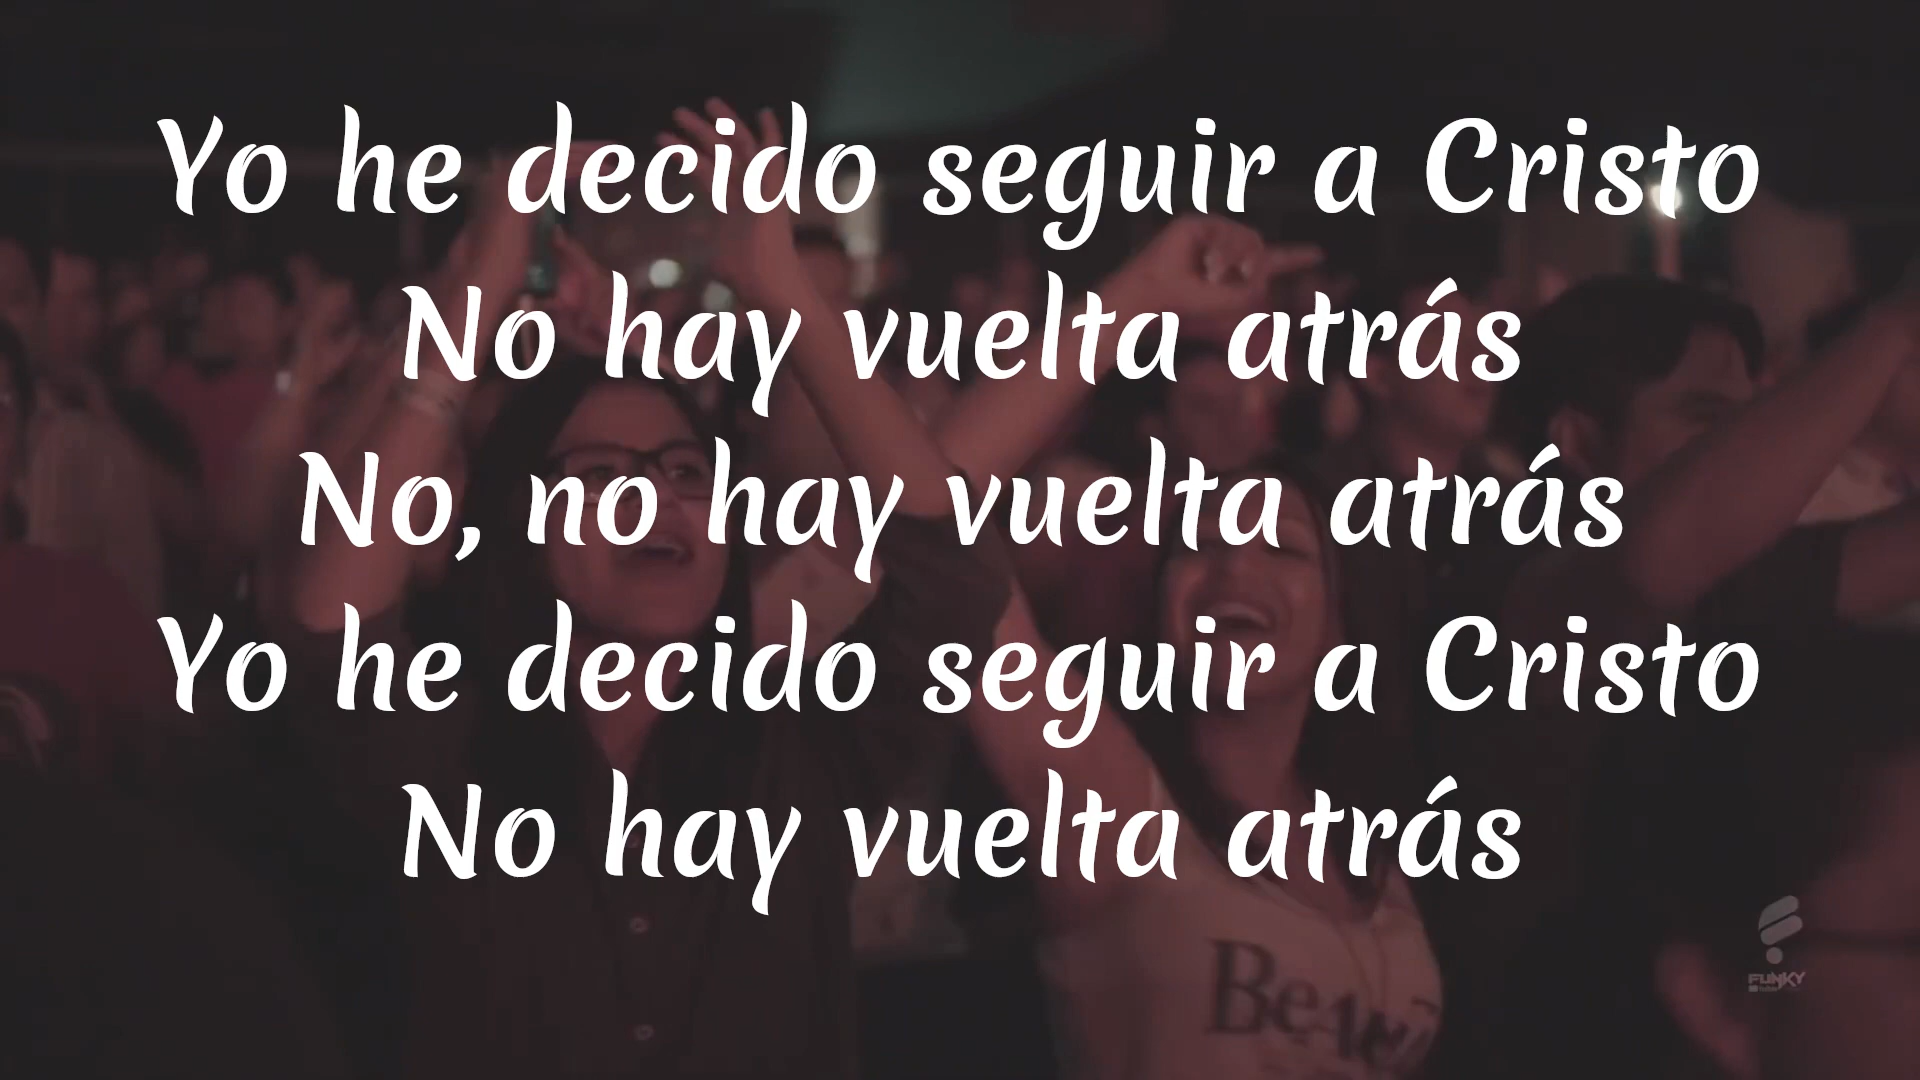 Yo he decido seguir a Cristo
No hay vuelta atrás
No, no hay vuelta atrás
Yo he decido seguir a Cristo
No hay vuelta atrás
FUNKY